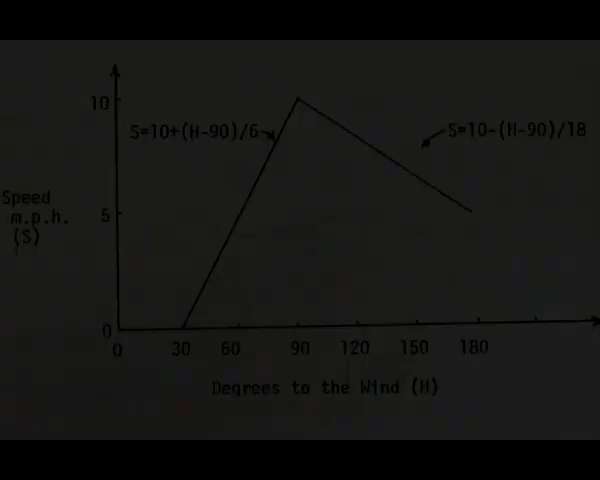 10
S=10+(H-90)/6
S=10-(H-90)/18
Speed
m.p.h.
(S)
5
0
0 30 60 90 120 150 180
Degrees to the Wind (H)